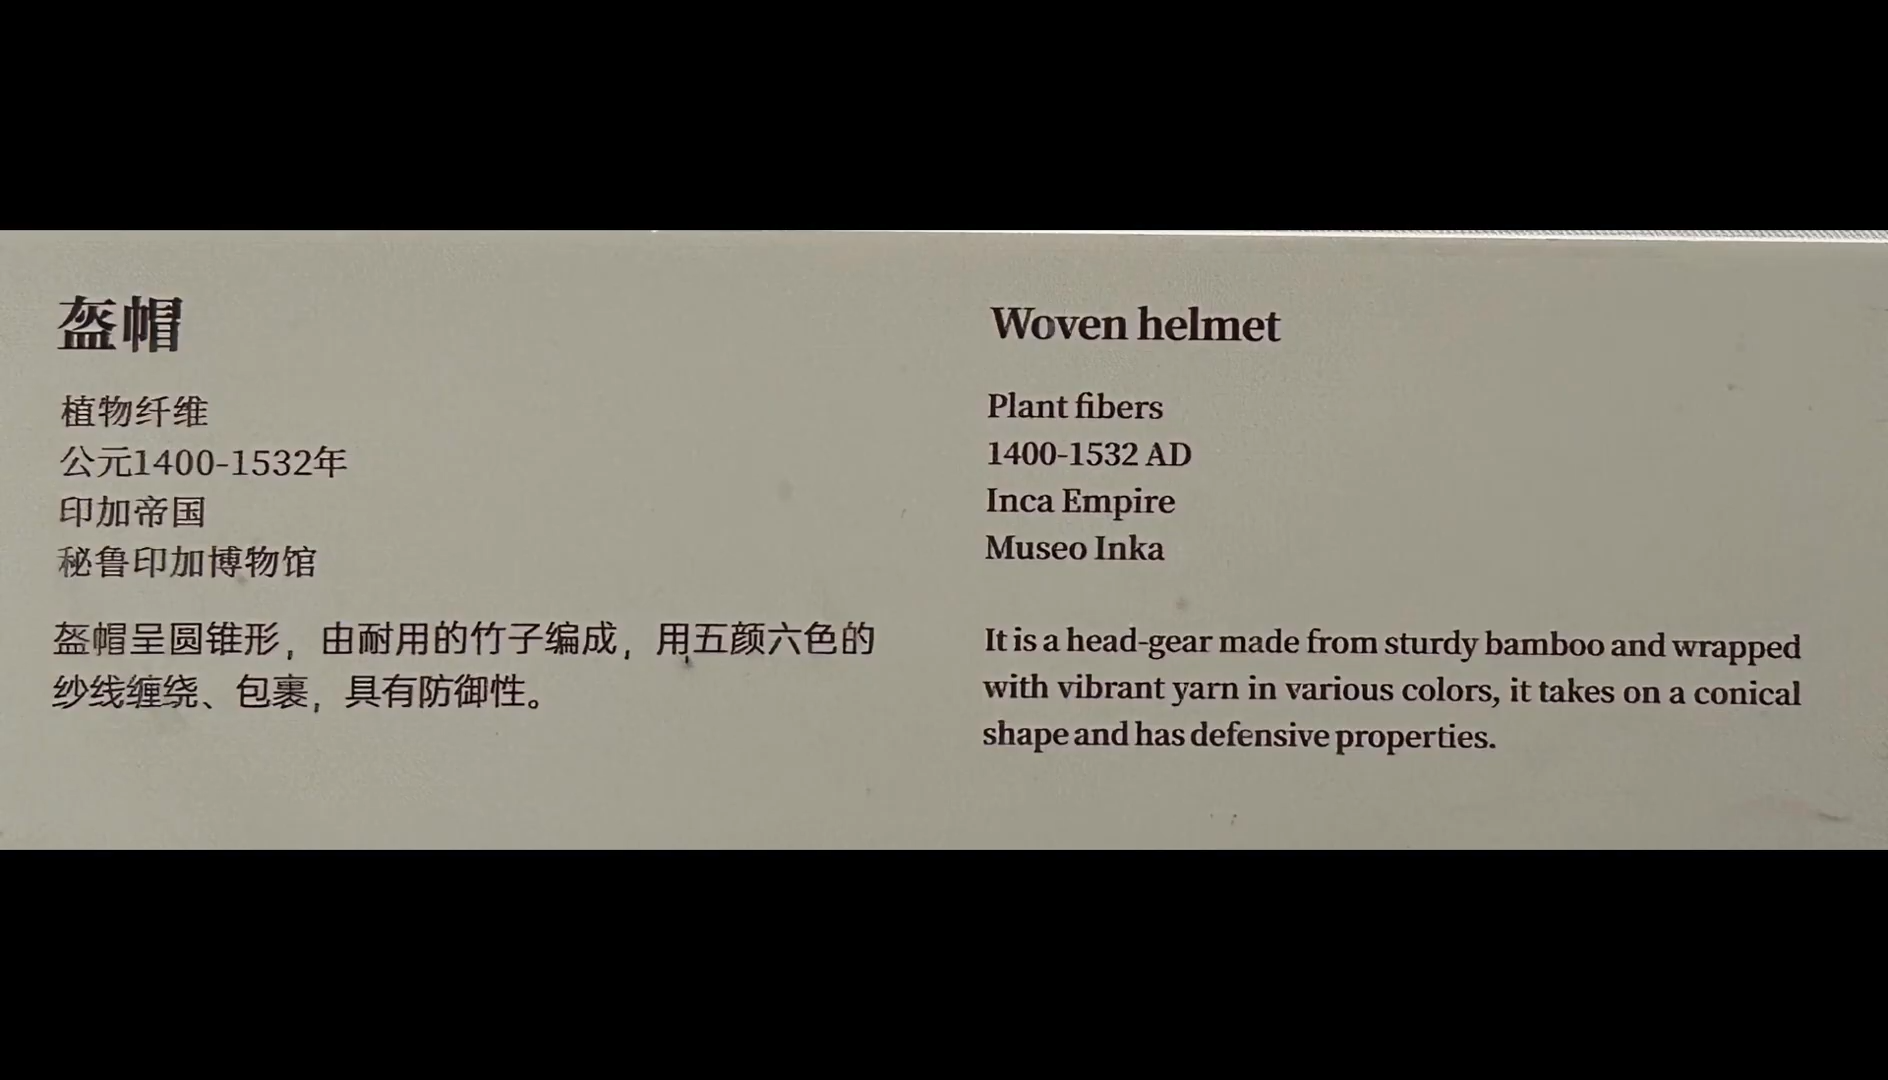 盔帽
植物纤维
公元1400-1532年
印加帝国
秘鲁印加博物馆
盔帽呈圆锥形，由耐用的竹子编成，用五颜六色的
纱线缠绕、包裹，具有防御性。
Woven helmet
Plant fibers
1400-1532 AD
Inca Empire
Museo Inka
It is a head-gear made from sturdy bamboo and wrapped
with vibrant yarn in various colors, it takes on a conical
shape and has defensive properties.